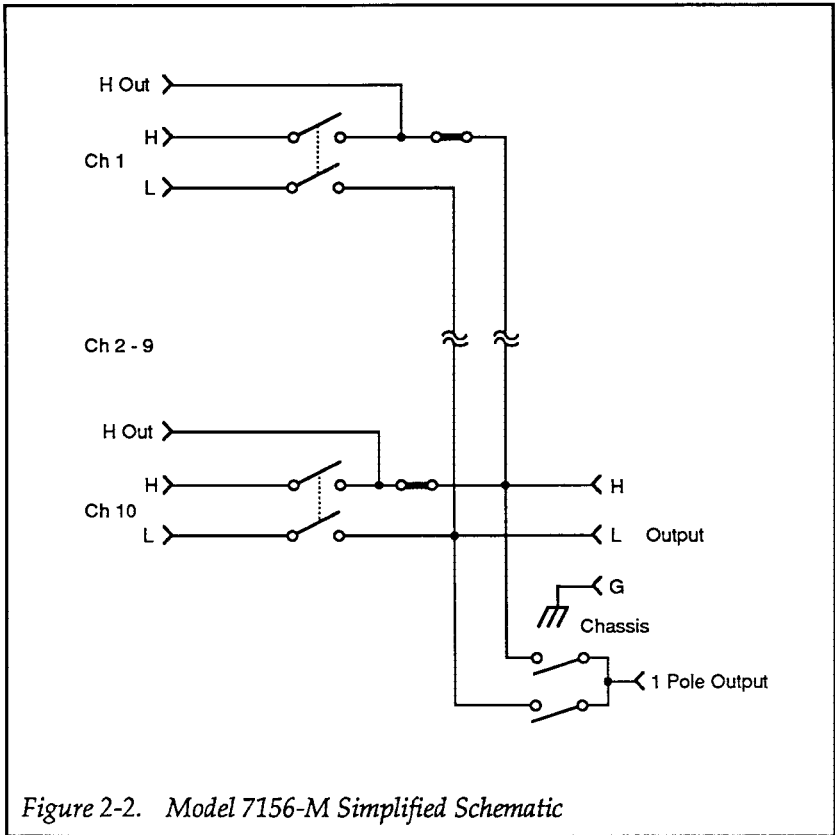 H Out
H
Ch 1
L
Ch 2 - 9
H Out
H
H
Ch 10
L
L Output
G
Chassis
1 Pole Output
Figure 2-2. Model 7156-M Simplified Schematic